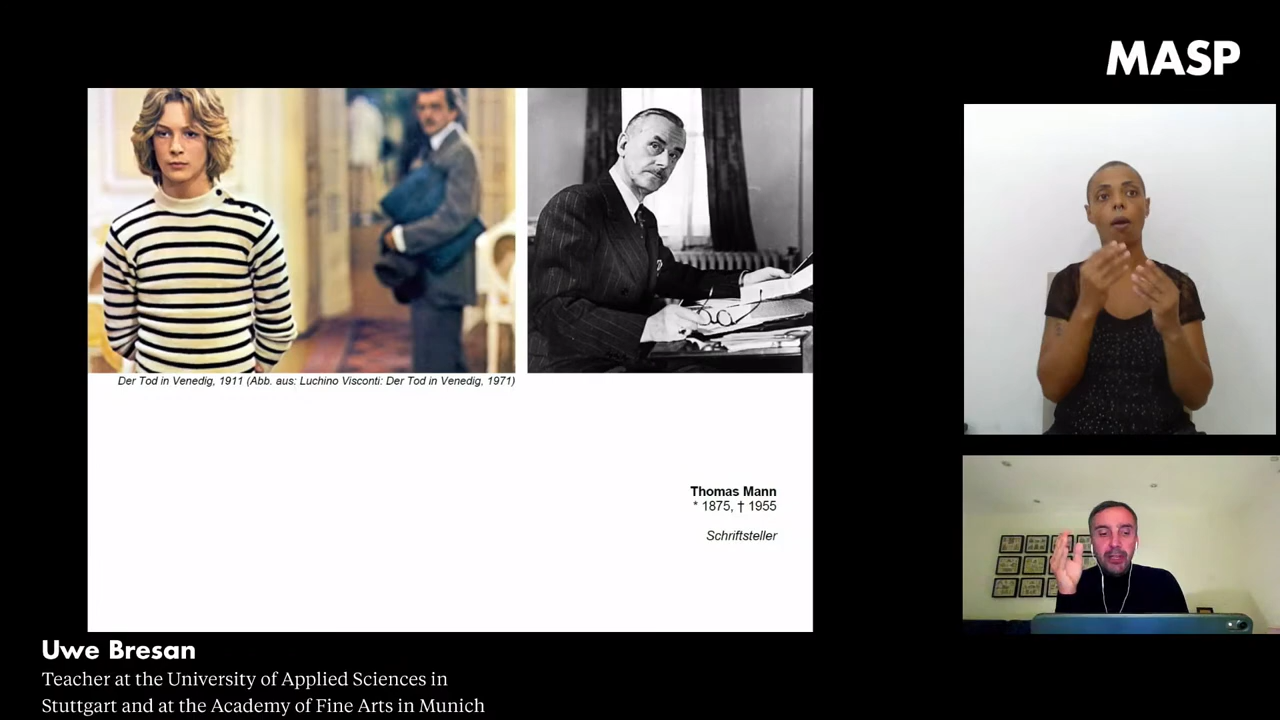 MASP
Der Tod in Venedig, 1911 (Abb. aus: Luchino Visconti: Der Tod in Venedig, 1971)
Thomas Mann
* 1875, † 1955
Schriftsteller
Uwe Bresan
Teacher at the University of Applied Sciences in
Stuttgart and at the Academy of Fine Arts in Munich